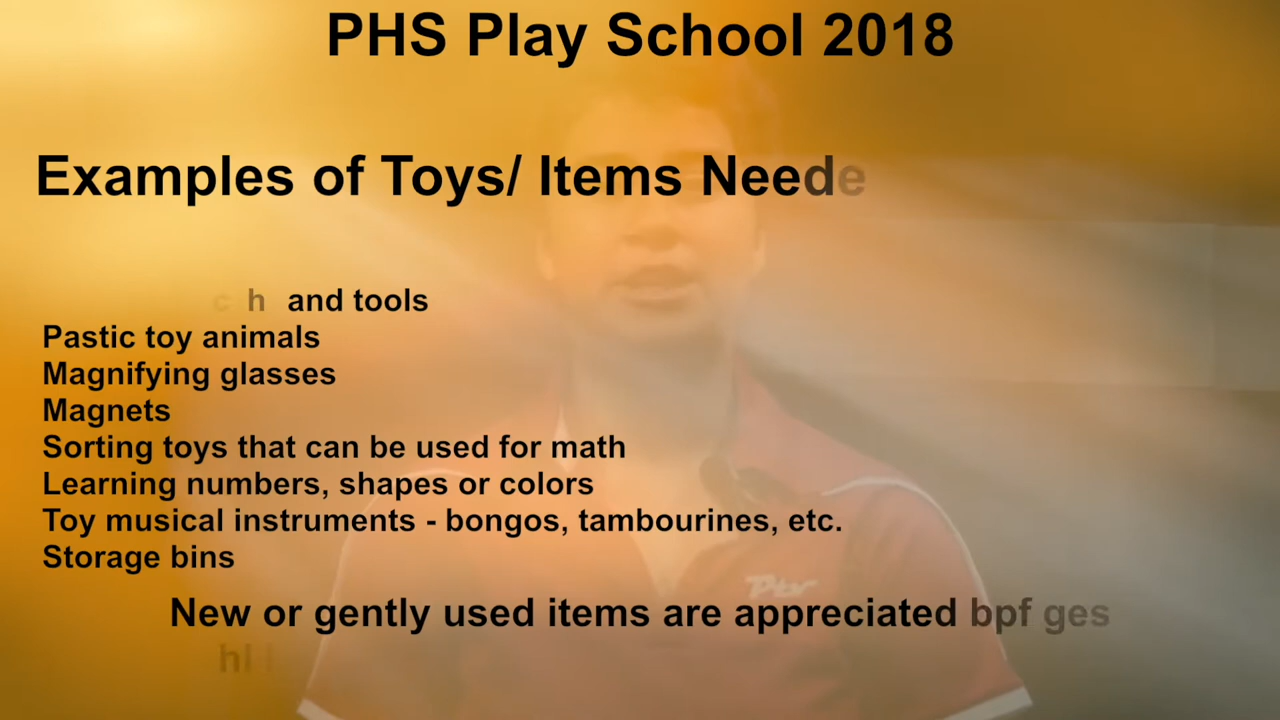 PHS Play School 2018
Examples of Toys/ Items Neede
and tools
Pastic toy animals
Magnifying glasses
Magnets
Sorting toys that can be used for math
Learning numbers, shapes or colors
Toy musical instruments - bongos, tambourines, etc.
Storage bins
New or gently used items are appreciated bpf ges